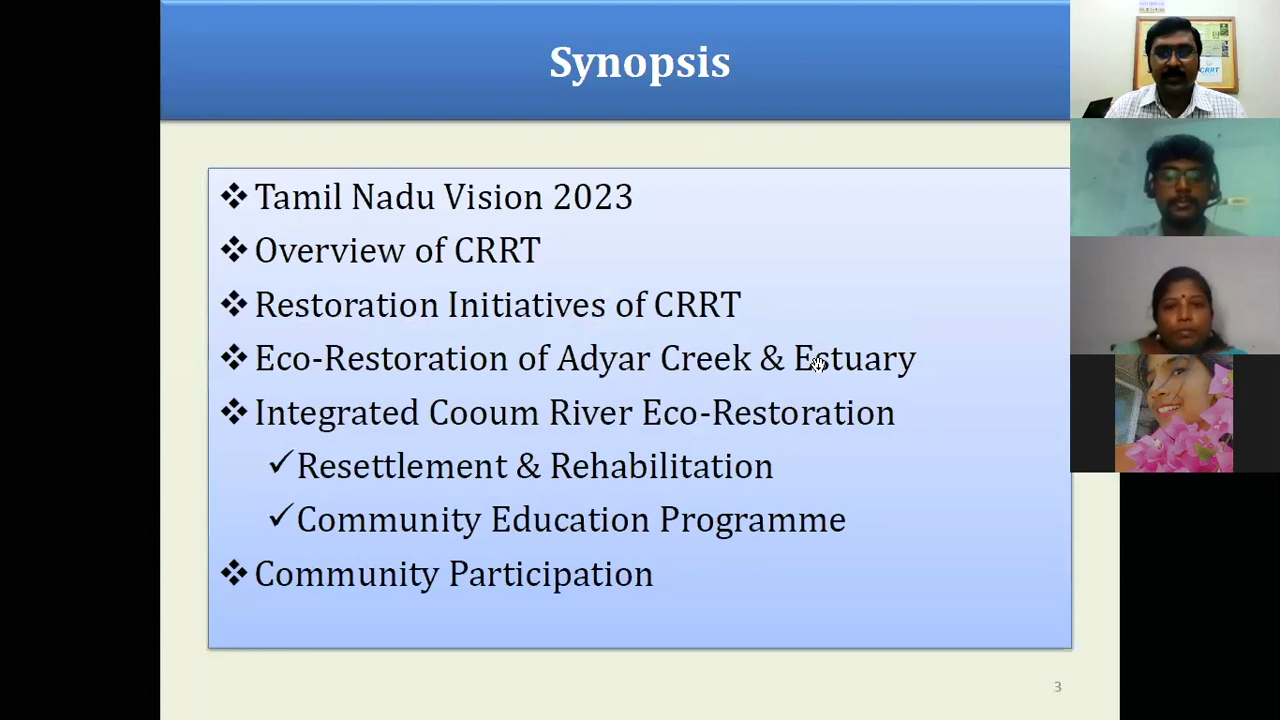 Synopsis
❖ Tamil Nadu Vision 2023
❖ Overview of CRRT
❖ Restoration Initiatives of CRRT
❖ Eco-Restoration of Adyar Creek & Estuary
❖ Integrated Cooum River Eco-Restoration
✓ Resettlement & Rehabilitation
✓ Community Education Programme
❖ Community Participation
3
CRRT